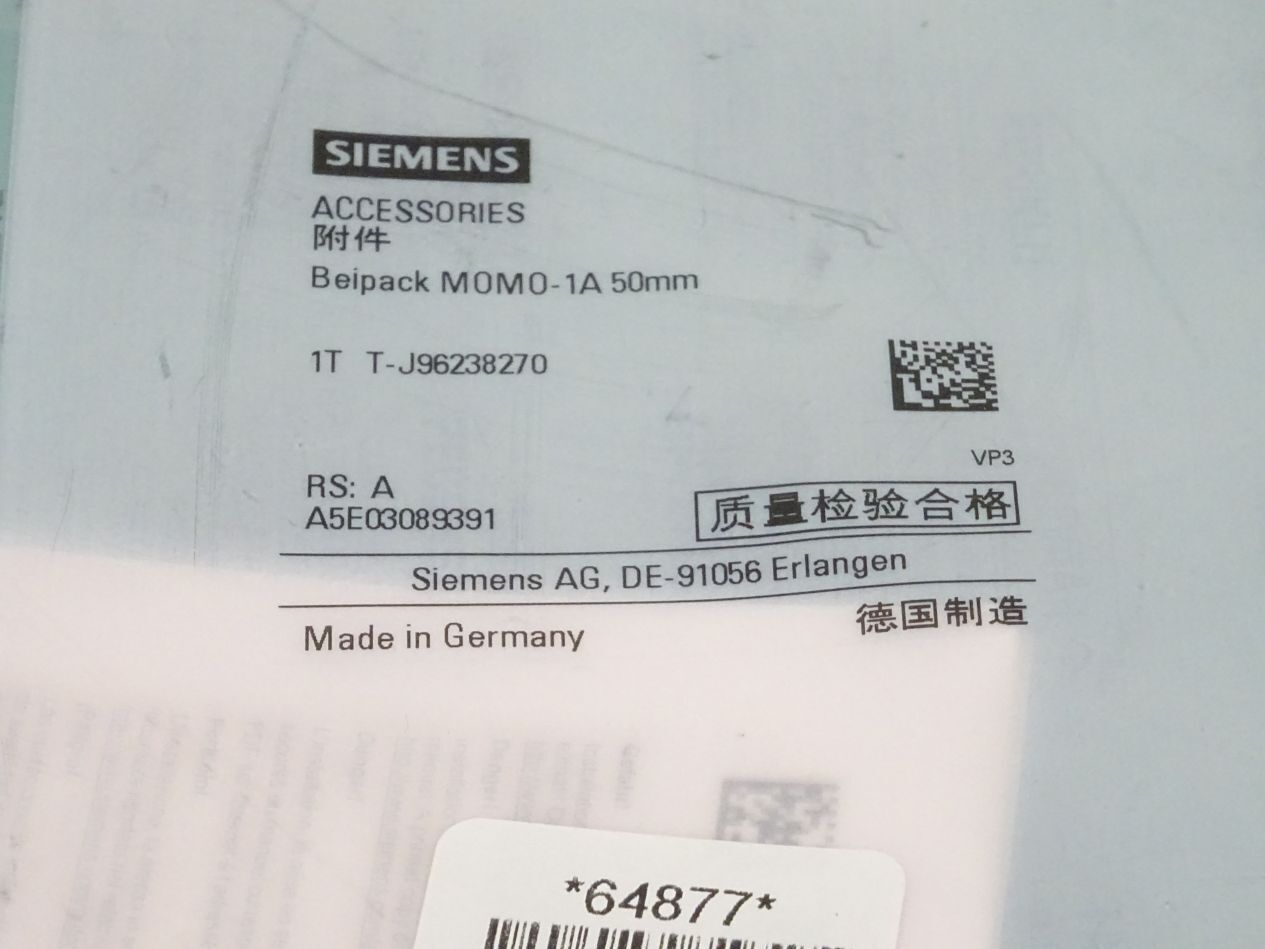 SIEMENS
ACCESSORIES
附件
Beipack MOMO-1A 50mm
1T T-J96238270
VP3
RS: A
A5E03089391
质量检验合格
Siemens AG, DE-91056 Erlangen
Made in Germany
德国制造
*64877*